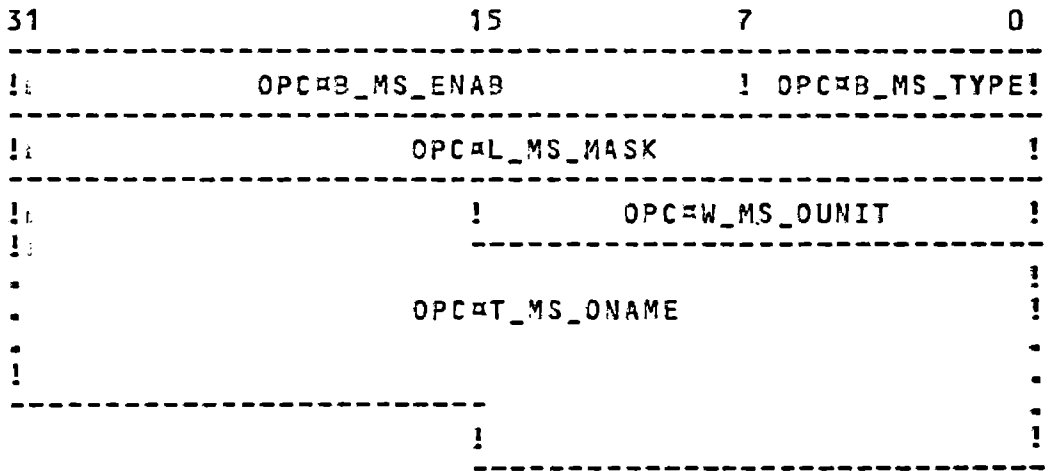 31 15 7 0
OPC¤B_MS_ENAB ! OPC¤B_MS_TYPE!
OPC¤L_MS_MASK
OPC¤W_MS_OUNIT
OPC¤T_MS_ONAME